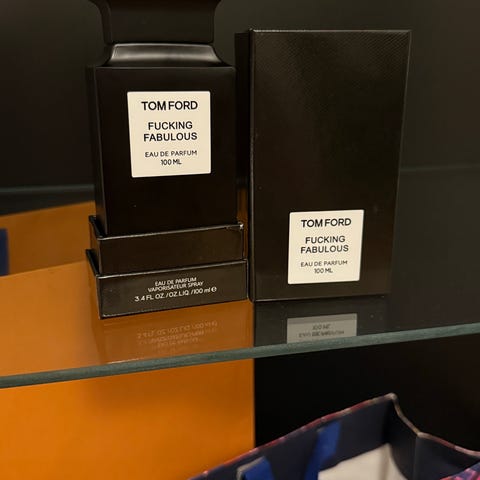 TOM FORD
FUCKING
FABULOUS
EAU DE PARFUM
100 ML
EAU DE PARFUM
VAPORISATEUR SPRAY
3.4 FL.OZ./OZ.LIQ./100 ml ℮
TOM FORD
FUCKING
FABULOUS
EAU DE PARFUM
100 ML